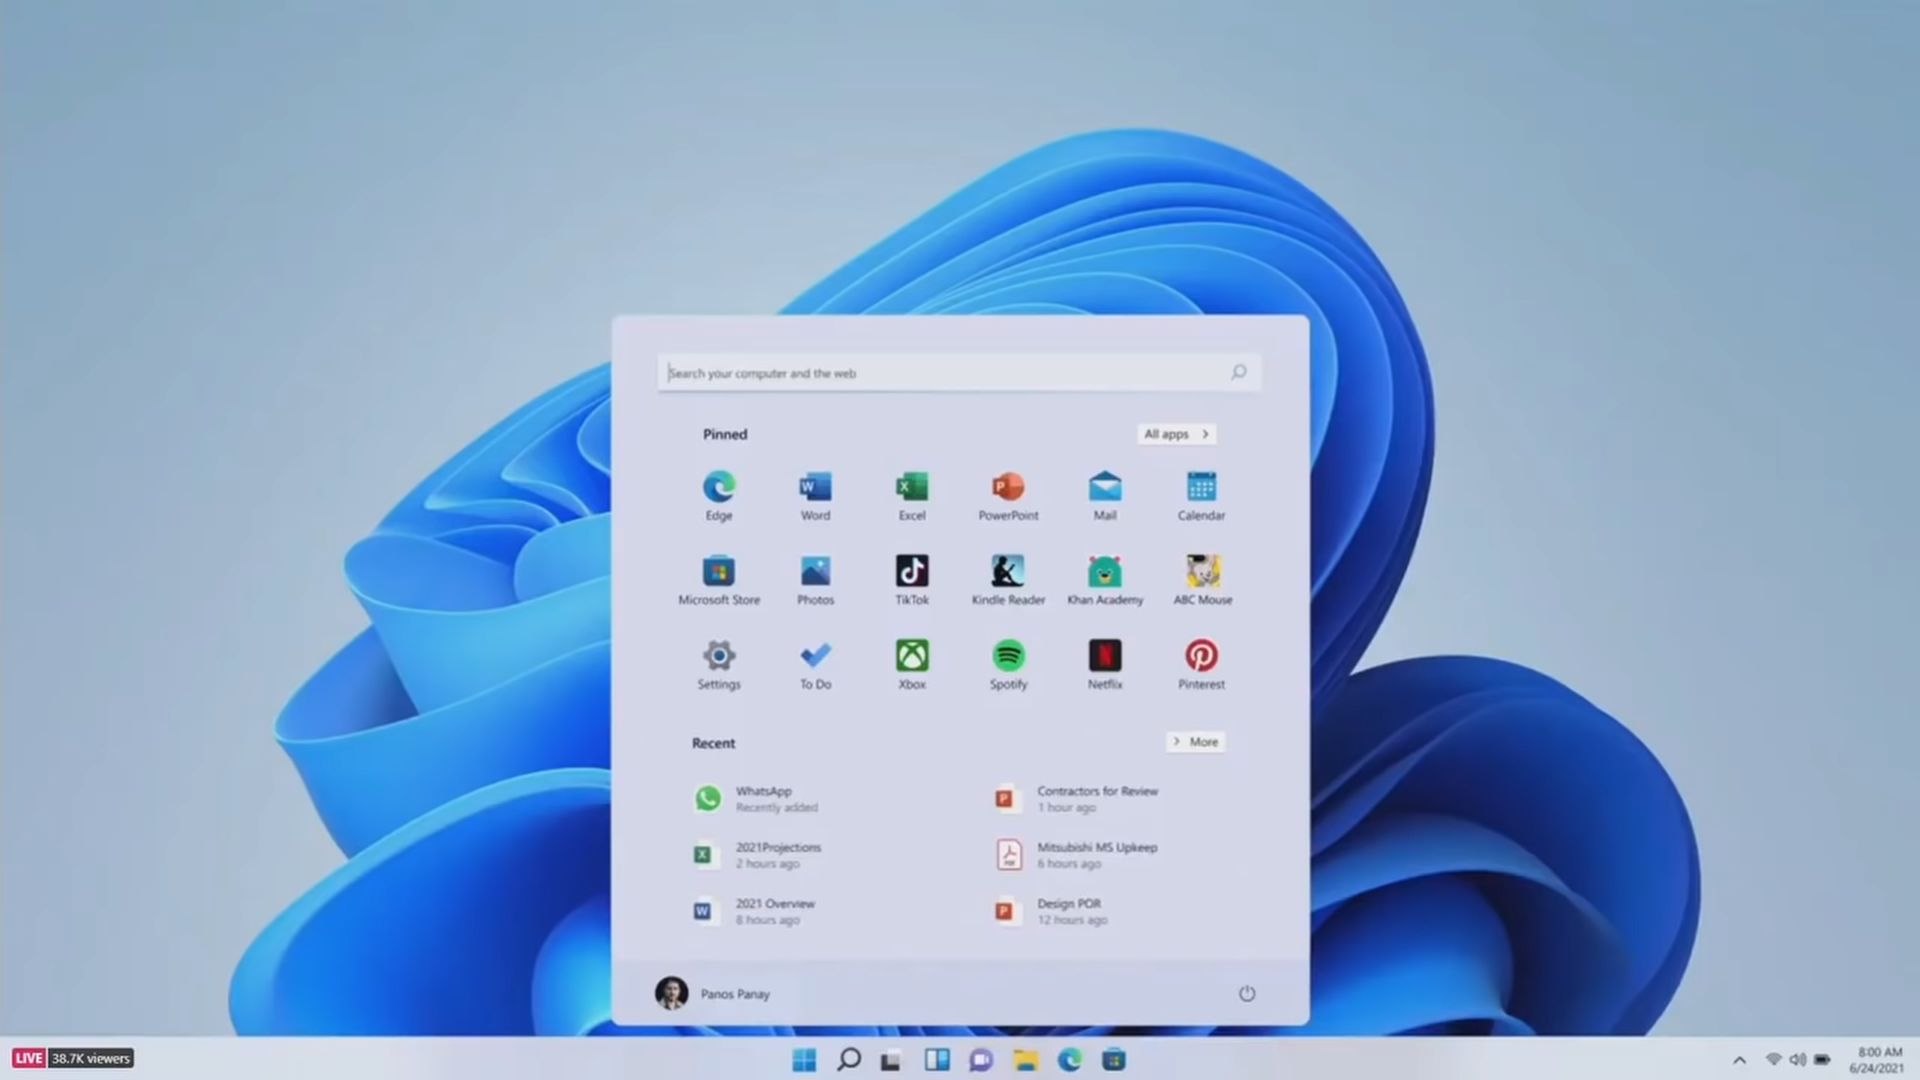 Search your computer and the web
Pinned
All apps
Edge
Word
Excel
PowerPoint
Mail
Calendar
Microsoft Store
Photos
TikTok
Kindle Reader
Khan Academy
ABC Mouse
Settings
To Do
Xbox
Spotify
Netflix
Pinterest
Recent
More
WhatsApp
Recently added
Contractors for Review
1 hour ago
2021Projections
2 hours ago
Mitsubishi MS Upkeep
6 hours ago
2021 Overview
8 hours ago
Design POR
12 hours ago
Panos Panay
LIVE 38.7K viewers
8:00 AM
6/24/2021